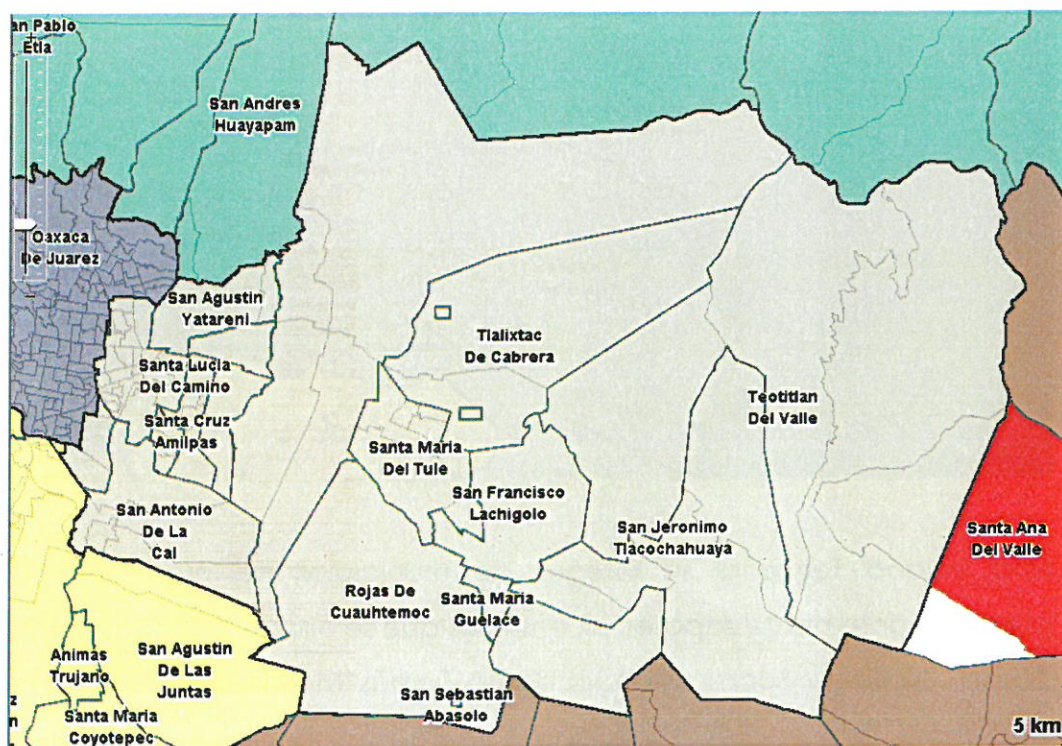 an Pablo
Etla
San Andres
Huayapam
Oaxaca
De Juarez
San Agustin
Yatareni
Tlalixtac
De Cabrera
Santa Lucia
Del Camino
Santa Cruz
Amilpas
Teotitlan
Del Valle
Santa Maria
Del Tule
San Francisco
Lachigolo
San Antonio
De La
Cal
San Jeronimo
Tlacochahuaya
Santa Ana
Del Valle
Rojas De
Cuauhtemoc
Santa Maria
Guelace
Animas
Trujano
San Agustin
De Las
Juntas
z
n
Santa Maria
Coyotepec
San Sebastian
Abasolo
5 km